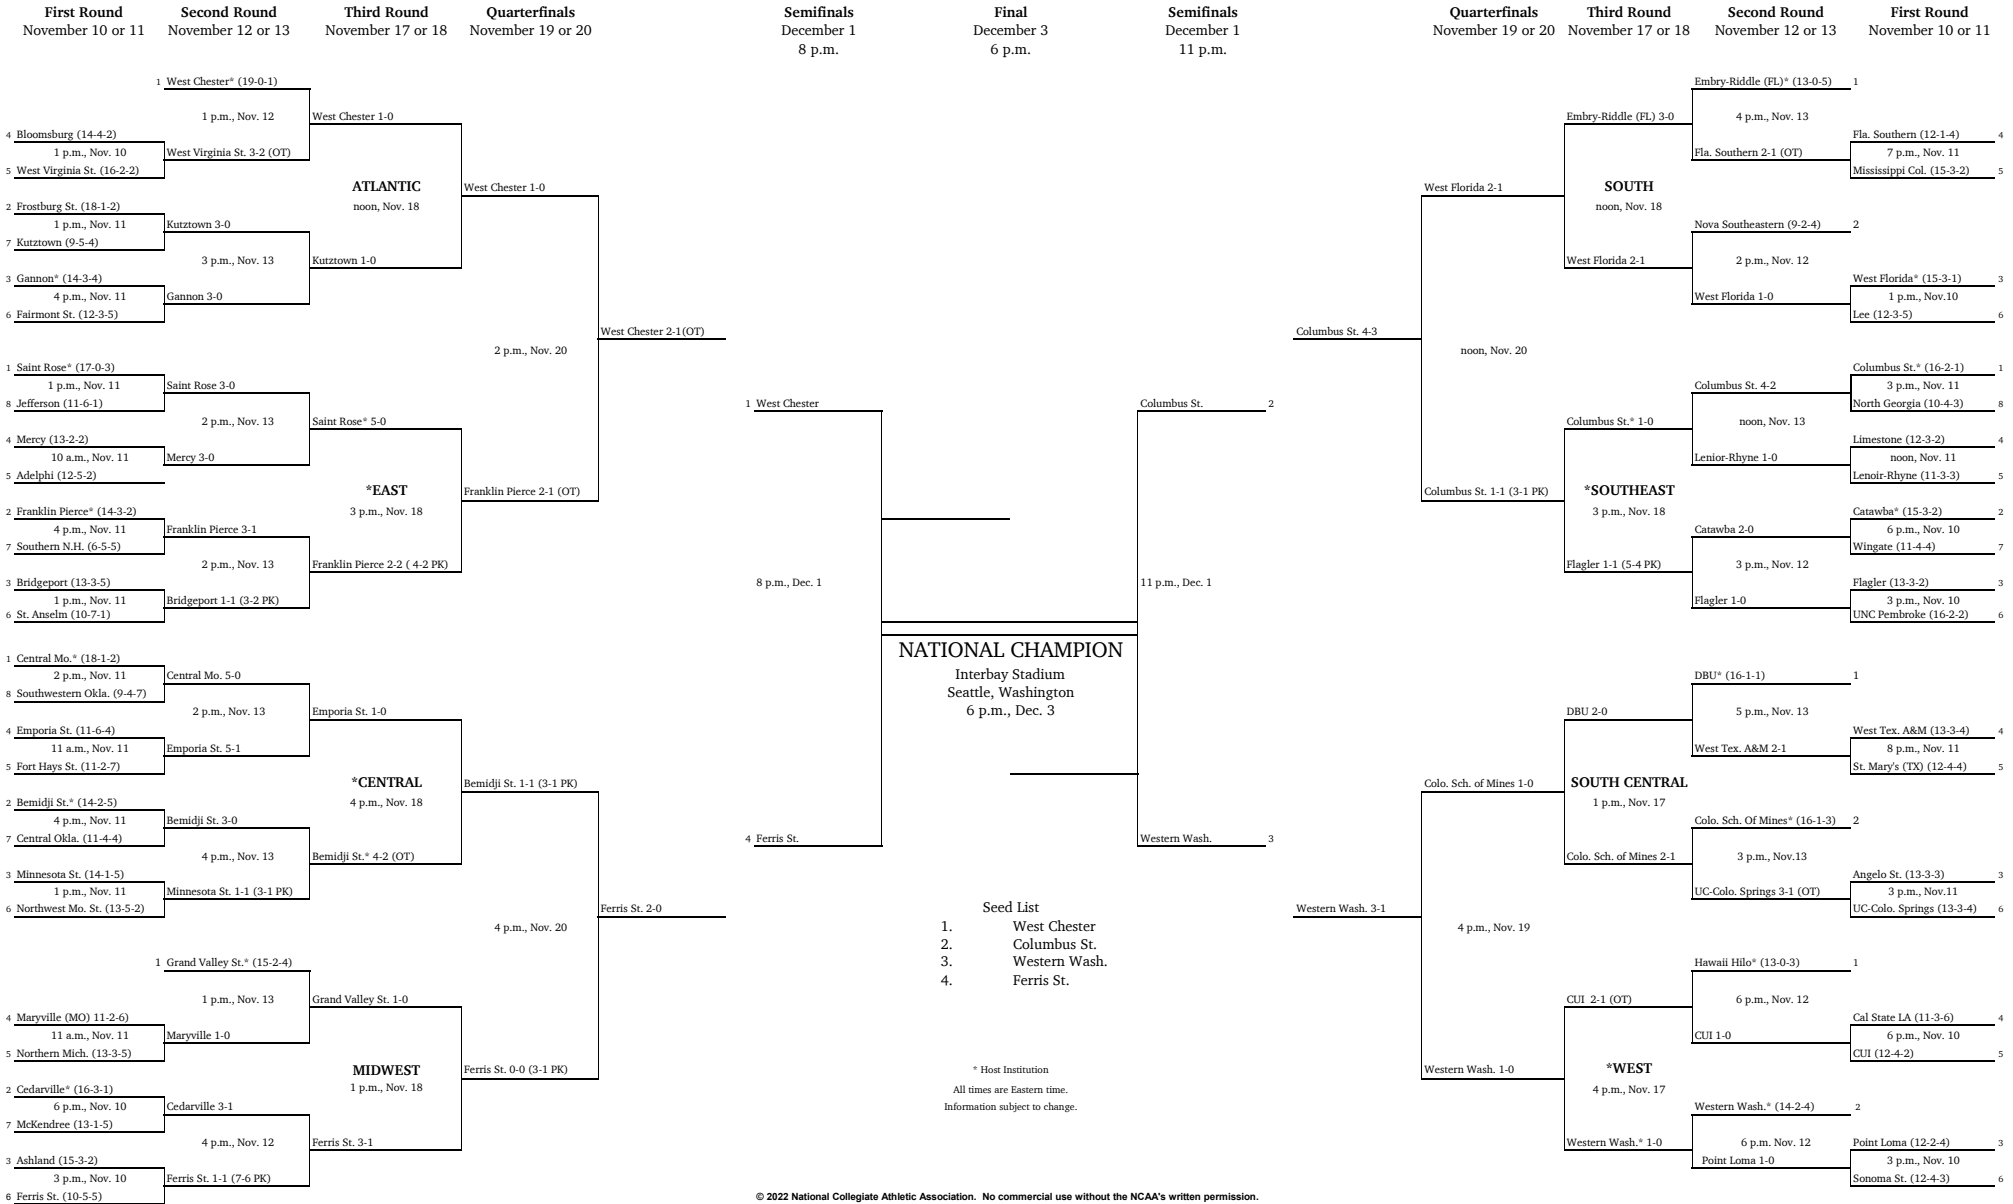 First Round
November 10 or 11
Second Round
November 12 or 13
Third Round
November 17 or 18
Quarterfinals
November 19 or 20
Semifinals
December 1
8 p.m.
Final
December 3
6 p.m.
Semifinals
December 1
11 p.m.
Quarterfinals
November 19 or 20
Third Round
November 17 or 18
Second Round
November 12 or 13
First Round
November 10 or 11
1 West Chester* (19-0-1)
1 p.m., Nov. 12
4 Bloomsburg (14-4-2)
1 p.m., Nov. 10
5 West Virginia St. (16-2-2)
West Virginia St. 3-2 (OT)
West Chester 1-0
2 Frostburg St. (18-1-2)
1 p.m., Nov. 11
7 Kutztown (9-5-4)
Kutztown 3-0
3 p.m., Nov. 13
3 Gannon* (14-3-4)
4 p.m., Nov. 11
6 Fairmont St. (12-3-5)
Gannon 3-0
Kutztown 1-0
ATLANTIC
noon, Nov. 18
West Chester 1-0
1 Saint Rose* (17-0-3)
1 p.m., Nov. 11
8 Jefferson (11-6-1)
Saint Rose 3-0
2 p.m., Nov. 13
4 Mercy (13-2-2)
10 a.m., Nov. 11
5 Adelphi (12-5-2)
Mercy 3-0
Saint Rose* 5-0
2 Franklin Pierce* (14-3-2)
4 p.m., Nov. 11
7 Southern N.H. (6-5-5)
Franklin Pierce 3-1
2 p.m., Nov. 13
3 Bridgeport (13-3-5)
1 p.m., Nov. 11
6 St. Anselm (10-7-1)
Bridgeport 1-1 (3-2 PK)
Franklin Pierce 2-2 ( 4-2 PK)
*EAST
3 p.m., Nov. 18
Franklin Pierce 2-1 (OT)
2 p.m., Nov. 20
West Chester 2-1(OT)
1 Central Mo.* (18-1-2)
2 p.m., Nov. 11
8 Southwestern Okla. (9-4-7)
Central Mo. 5-0
2 p.m., Nov. 13
4 Emporia St. (11-6-4)
11 a.m., Nov. 11
5 Fort Hays St. (11-2-7)
Emporia St. 5-1
Emporia St. 1-0
2 Bemidji St.* (14-2-5)
4 p.m., Nov. 11
7 Central Okla. (11-4-4)
Bemidji St. 3-0
4 p.m., Nov. 13
3 Minnesota St. (14-1-5)
1 p.m., Nov. 11
6 Northwest Mo. St. (13-5-2)
Minnesota St. 1-1 (3-1 PK)
Bemidji St.* 4-2 (OT)
*CENTRAL
4 p.m., Nov. 18
Bemidji St. 1-1 (3-1 PK)
1 Grand Valley St.* (15-2-4)
1 p.m., Nov. 13
4 Maryville (MO) 11-2-6)
11 a.m., Nov. 11
5 Northern Mich. (13-3-5)
Maryville 1-0
Grand Valley St. 1-0
2 Cedarville* (16-3-1)
6 p.m., Nov. 10
7 McKendree (13-1-5)
Cedarville 3-1
4 p.m., Nov. 12
3 Ashland (15-3-2)
3 p.m., Nov. 10
6 Ferris St. (10-5-5)
Ferris St. 1-1 (7-6 PK)
Ferris St. 3-1
MIDWEST
1 p.m., Nov. 18
Ferris St. 0-0 (3-1 PK)
4 p.m., Nov. 20
Ferris St. 2-0
1 West Chester
8 p.m., Dec. 1
4 Ferris St.
NATIONAL CHAMPION
Interbay Stadium
Seattle, Washington
6 p.m., Dec. 3
Seed List
1. West Chester
2. Columbus St.
3. Western Wash.
4. Ferris St.
* Host Institution
All times are Eastern time.
Information subject to change.
Columbus St. 2
11 p.m., Dec. 1
Western Wash. 3
Embry-Riddle (FL)* (13-0-5) 1
4 p.m., Nov. 13
Fla. Southern (12-1-4) 4
7 p.m., Nov. 11
Mississippi Col. (15-3-2) 5
Fla. Southern 2-1 (OT)
Embry-Riddle (FL) 3-0
Nova Southeastern (9-2-4) 2
2 p.m., Nov. 12
West Florida* (15-3-1) 3
1 p.m., Nov.10
Lee (12-3-5) 6
West Florida 1-0
West Florida 2-1
SOUTH
noon, Nov. 18
West Florida 2-1
Columbus St.* (16-2-1) 1
3 p.m., Nov. 11
North Georgia (10-4-3) 8
Columbus St. 4-2
noon, Nov. 13
Limestone (12-3-2) 4
noon, Nov. 11
Lenoir-Rhyne (11-3-3) 5
Lenior-Rhyne 1-0
Columbus St.* 1-0
Catawba* (15-3-2) 2
6 p.m., Nov. 10
Wingate (11-4-4) 7
Catawba 2-0
3 p.m., Nov. 12
Flagler (13-3-2) 3
3 p.m., Nov. 10
UNC Pembroke (16-2-2) 6
Flagler 1-0
Flagler 1-1 (5-4 PK)
*SOUTHEAST
3 p.m., Nov. 18
Columbus St. 1-1 (3-1 PK)
noon, Nov. 20
Columbus St. 4-3
DBU* (16-1-1) 1
5 p.m., Nov. 13
West Tex. A&M (13-3-4) 4
8 p.m., Nov. 11
St. Mary's (TX) (12-4-4) 5
West Tex. A&M 2-1
DBU 2-0
Colo. Sch. Of Mines* (16-1-3) 2
3 p.m., Nov.13
Angelo St. (13-3-3) 3
3 p.m., Nov.11
UC-Colo. Springs (13-3-4) 6
UC-Colo. Springs 3-1 (OT)
Colo. Sch. of Mines 2-1
SOUTH CENTRAL
1 p.m., Nov. 17
Colo. Sch. of Mines 1-0
Hawaii Hilo* (13-0-3) 1
6 p.m., Nov. 12
Cal State LA (11-3-6) 4
6 p.m., Nov. 10
CUI (12-4-2) 5
CUI 1-0
CUI 2-1 (OT)
Western Wash.* (14-2-4) 2
6 p.m. Nov. 12
Point Loma (12-2-4) 3
3 p.m., Nov. 10
Sonoma St. (12-4-3) 6
Point Loma 1-0
Western Wash.* 1-0
*WEST
4 p.m., Nov. 17
Western Wash. 1-0
4 p.m., Nov. 19
Western Wash. 3-1
© 2022 National Collegiate Athletic Association. No commercial use without the NCAA's written permission.